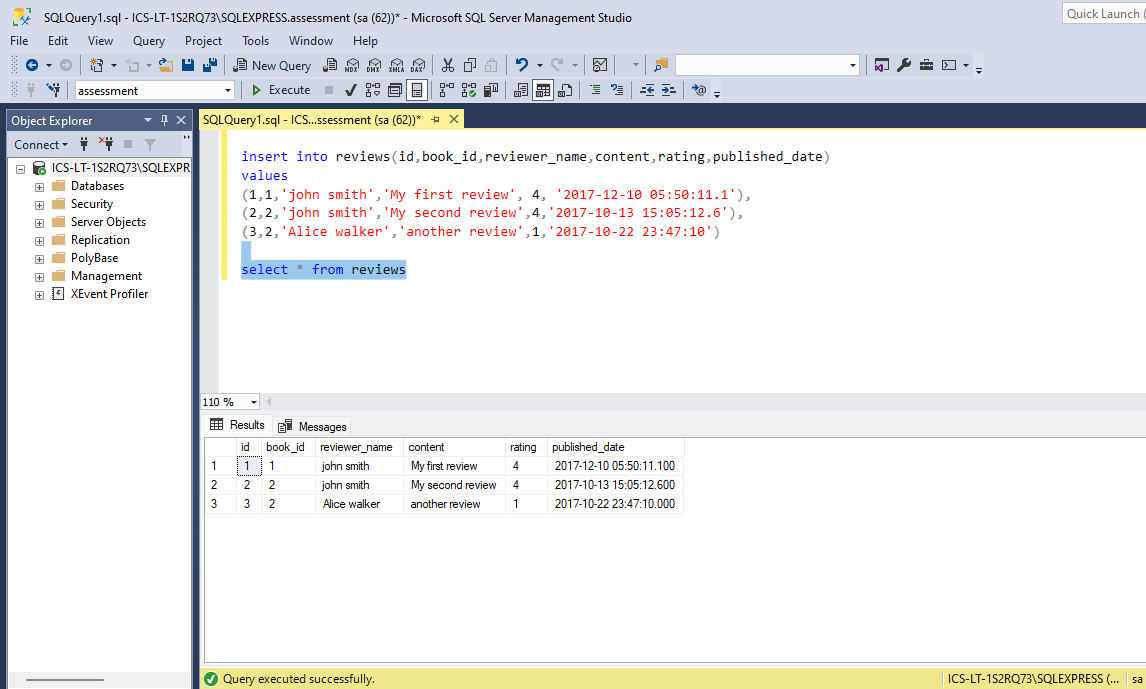 SQLQuery1.sql - ICS-LT-1S2RQ73\SQLEXPRESS.assessment (sa (62))* - Microsoft SQL Server Management Studio
Quick Launch (
File Edit View Query Project Tools Window Help
New Query MDX DMX XMLA DAX
assessment Execute
Object Explorer
SQLQuery1.sql - ICS...ssessment (sa (62))*
Connect
ICS-LT-1S2RQ73\SQLEXPR
Databases
Security
Server Objects
Replication
PolyBase
Management
XEvent Profiler
insert into reviews(id,book_id,reviewer_name,content,rating,published_date)
values
(1,1,'john smith','My first review', 4, '2017-12-10 05:50:11.1'),
(2,2,'john smith','My second review',4,'2017-10-13 15:05:12.6'),
(3,2,'Alice walker','another review',1,'2017-10-22 23:47:10')
select * from reviews
110 %
Results Messages
id book_id reviewer_name content rating published_date
1 1 1 john smith My first review 4 2017-12-10 05:50:11.100
2 2 2 john smith My second review 4 2017-10-13 15:05:12.600
3 3 2 Alice walker another review 1 2017-10-22 23:47:10.000
Query executed successfully. ICS-LT-1S2RQ73\SQLEXPRESS (... sa